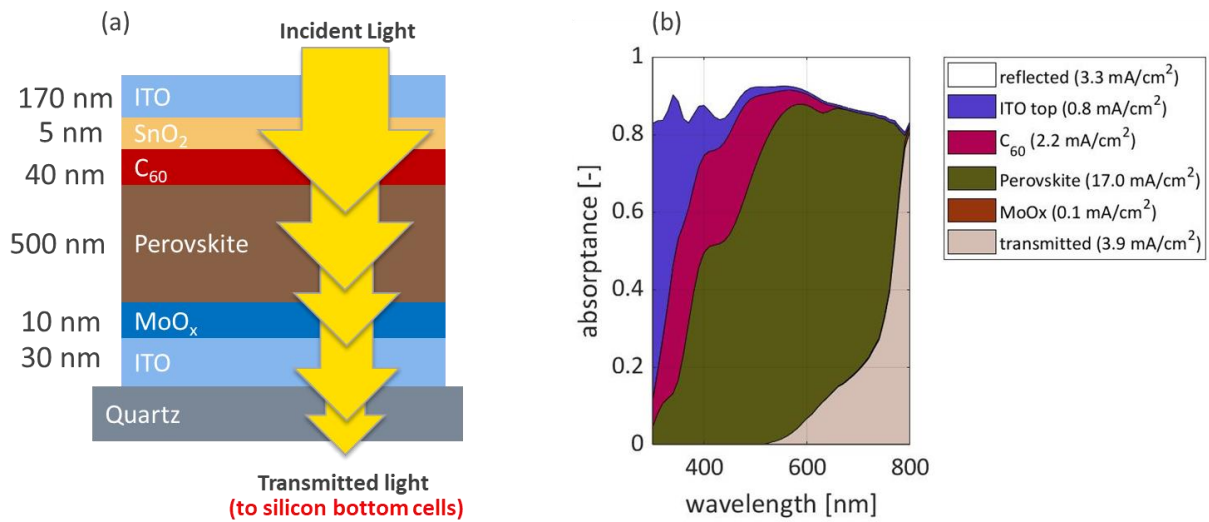 (a)
Incident Light
170 nm ITO
5 nm SnO₂
40 nm C₆₀
500 nm Perovskite
10 nm MoOₓ
30 nm ITO
Quartz
Transmitted light
(to silicon bottom cells)
(b)
1
0.8
0.6
0.4
0.2
0
absorptance [-]
400 600 800
wavelength [nm]
reflected (3.3 mA/cm²)
ITO top (0.8 mA/cm²)
C₆₀ (2.2 mA/cm²)
Perovskite (17.0 mA/cm²)
MoOx (0.1 mA/cm²)
transmitted (3.9 mA/cm²)